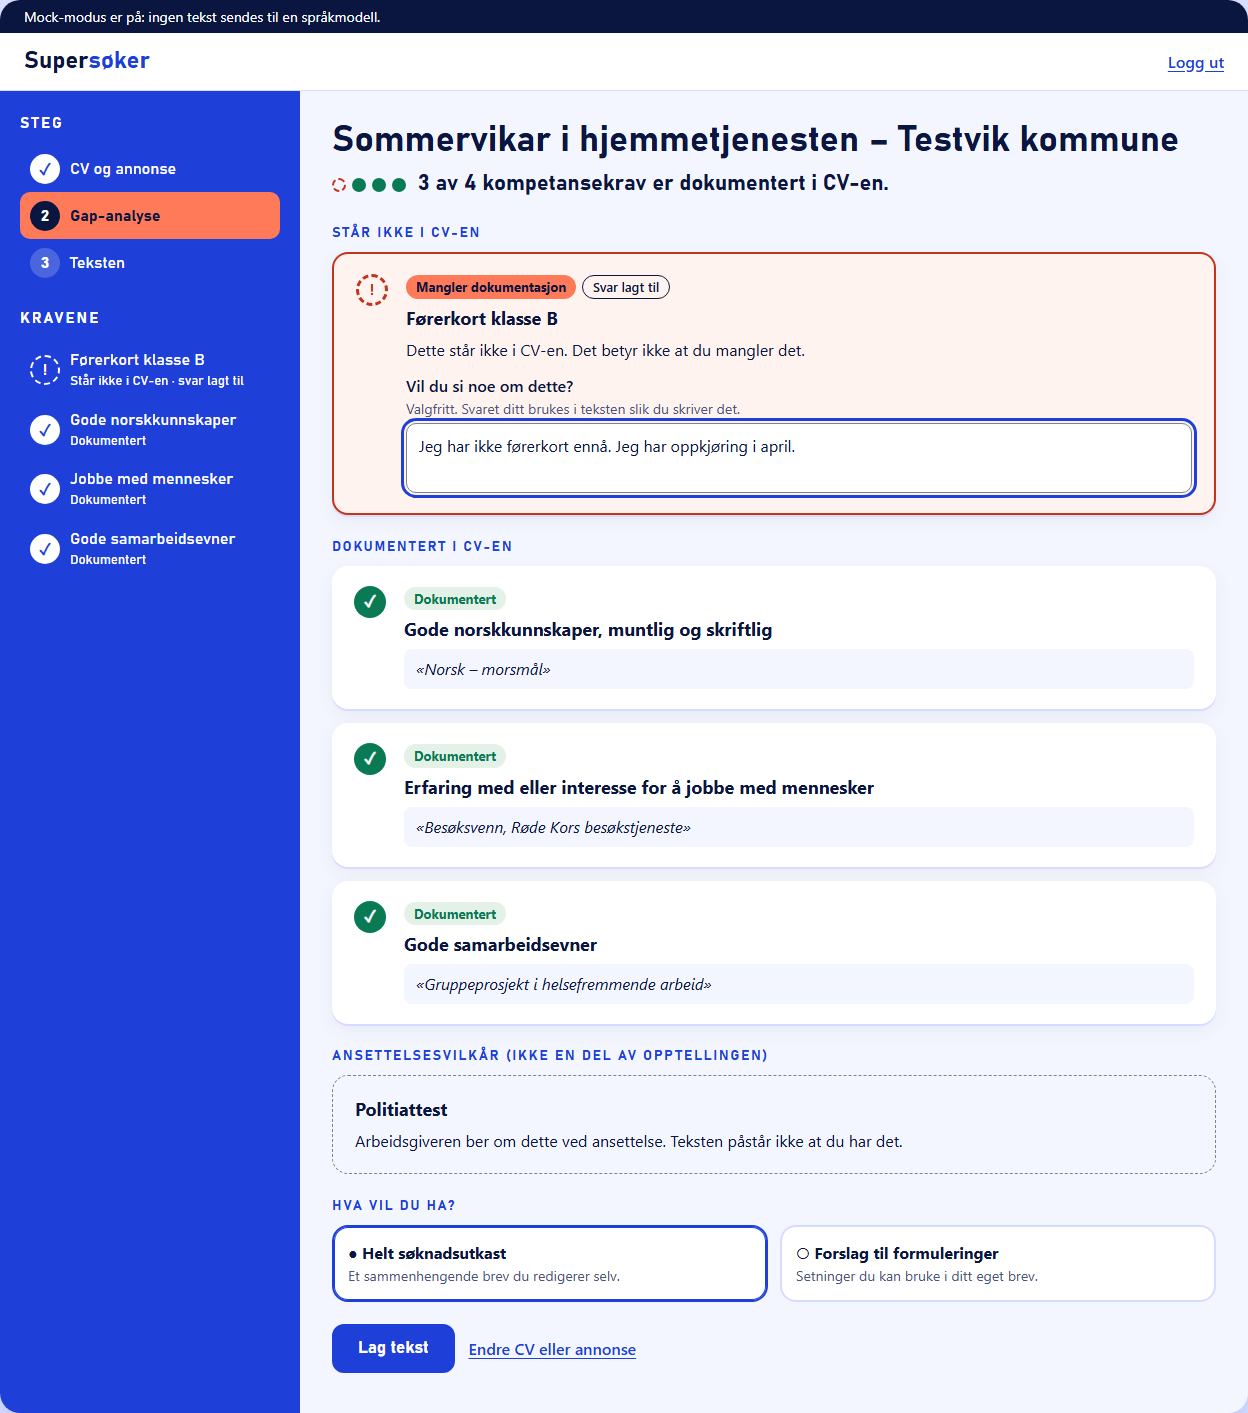 Mock-modus er på: ingen tekst sendes til en språkmodell.
Supersøker
Logg ut
STEG
CV og annonse
2 Gap-analyse
3 Teksten
KRAVENE
! Førerkort klasse B
Står ikke i CV-en · svar lagt til
Gode norskkunnskaper
Dokumentert
Jobbe med mennesker
Dokumentert
Gode samarbeidsevner
Dokumentert
Sommervikar i hjemmetjenesten – Testvik kommune
3 av 4 kompetansekrav er dokumentert i CV-en.
STÅR IKKE I CV-EN
! Mangler dokumentasjon Svar lagt til
Førerkort klasse B
Dette står ikke i CV-en. Det betyr ikke at du mangler det.
Vil du si noe om dette?
Valgfritt. Svaret ditt brukes i teksten slik du skriver det.
Jeg har ikke førerkort ennå. Jeg har oppkjøring i april.
DOKUMENTERT I CV-EN
Dokumentert
Gode norskkunnskaper, muntlig og skriftlig
«Norsk – morsmål»
Dokumentert
Erfaring med eller interesse for å jobbe med mennesker
«Besøksvenn, Røde Kors besøkstjeneste»
Dokumentert
Gode samarbeidsevner
«Gruppeprosjekt i helsefremmende arbeid»
ANSETTELSESVILKÅR (IKKE EN DEL AV OPPTELLINGEN)
Politiattest
Arbeidsgiveren ber om dette ved ansettelse. Teksten påstår ikke at du har det.
HVA VIL DU HA?
● Helt søknadsutkast
Et sammenhengende brev du redigerer selv.
○ Forslag til formuleringer
Setninger du kan bruke i ditt eget brev.
Lag tekst
Endre CV eller annonse